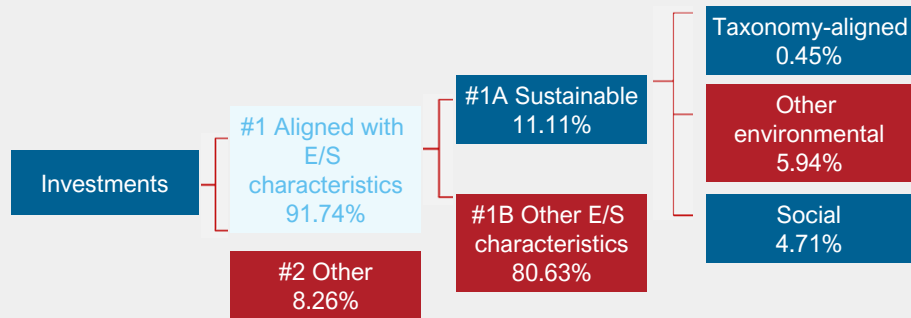 Investments
#1 Aligned with
E/S
characteristics
91.74%
#2 Other
8.26%
#1A Sustainable
11.11%
#1B Other E/S
characteristics
80.63%
Taxonomy-aligned
0.45%
Other
environmental
5.94%
Social
4.71%